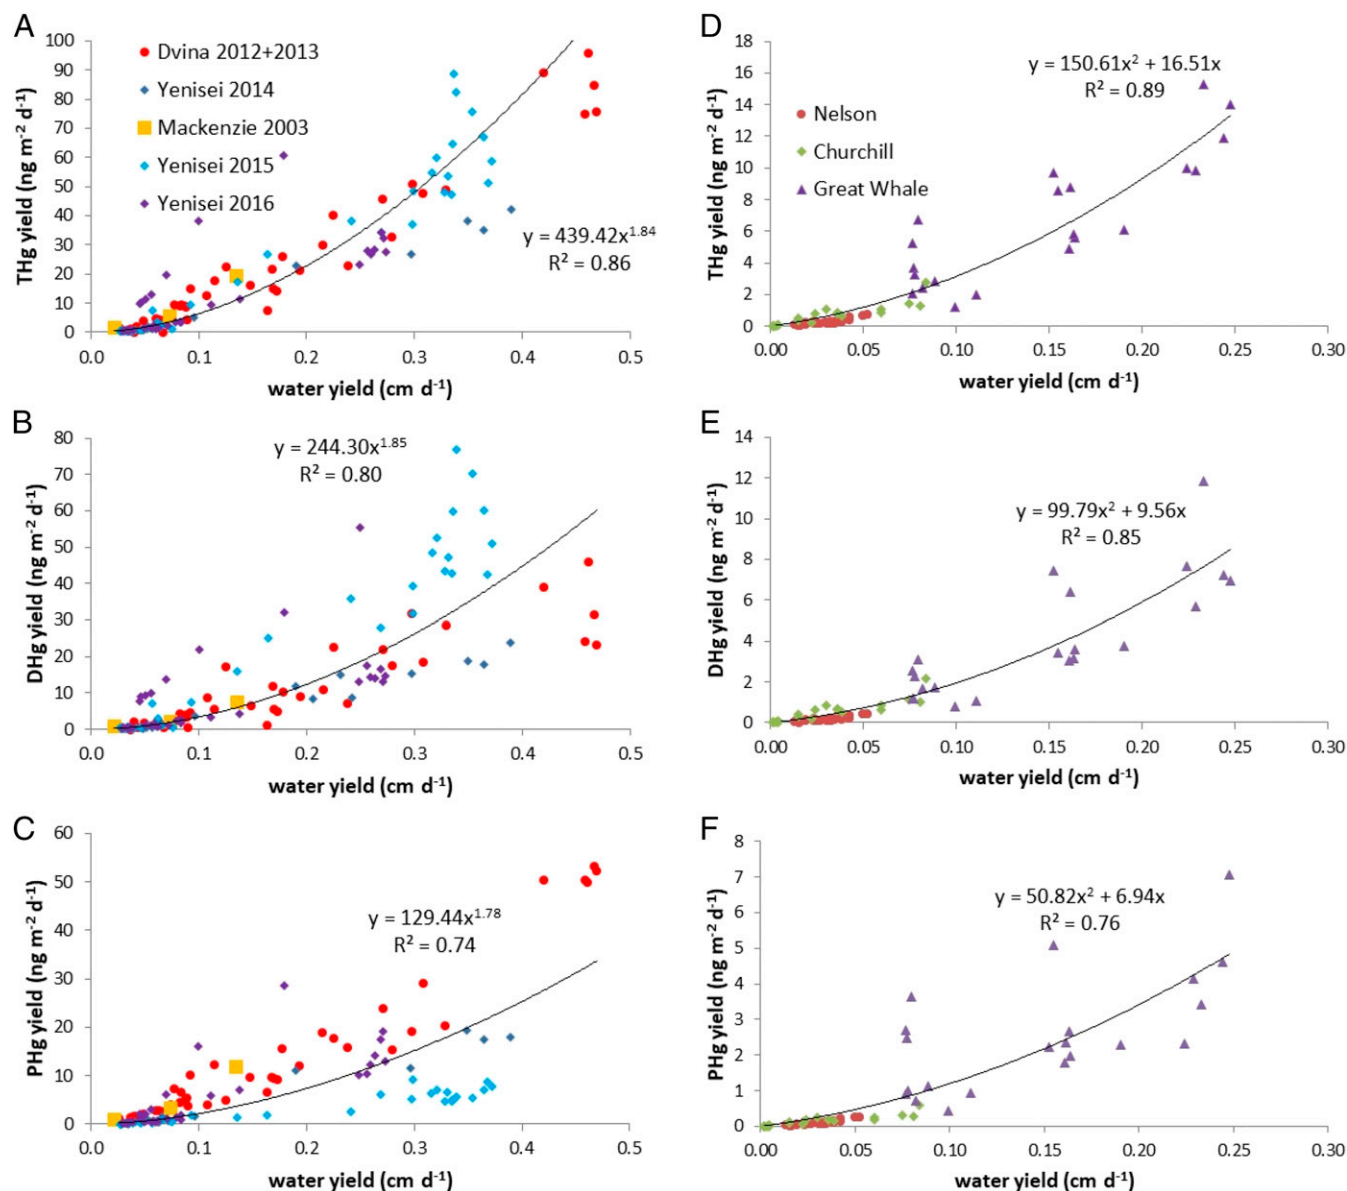 A
THg yield (ng m⁻² d⁻¹)
100
90
80
70
60
50
40
30
20
10
0
Dvina 2012+2013
Yenisei 2014
Mackenzie 2003
Yenisei 2015
Yenisei 2016
y = 439.42x¹·⁸⁴
R² = 0.86
0.0 0.1 0.2 0.3 0.4 0.5
water yield (cm d⁻¹)
D
THg yield (ng m⁻² d⁻¹)
18
16
14
12
10
8
6
4
2
0
y = 150.61x² + 16.51x
R² = 0.89
Nelson
Churchill
Great Whale
0.00 0.05 0.10 0.15 0.20 0.25 0.30
water yield (cm d⁻¹)
B
DHg yield (ng m⁻² d⁻¹)
80
70
60
50
40
30
20
10
0
y = 244.30x¹·⁸⁵
R² = 0.80
0.0 0.1 0.2 0.3 0.4 0.5
water yield (cm d⁻¹)
E
DHg yield (ng m⁻² d⁻¹)
14
12
10
8
6
4
2
0
y = 99.79x² + 9.56x
R² = 0.85
0.00 0.05 0.10 0.15 0.20 0.25 0.30
water yield (cm d⁻¹)
C
PHg yield (ng m⁻² d⁻¹)
60
50
40
30
20
10
0
y = 129.44x¹·⁷⁸
R² = 0.74
0.0 0.1 0.2 0.3 0.4 0.5
water yield (cm d⁻¹)
F
PHg yield (ng m⁻² d⁻¹)
8
7
6
5
4
3
2
1
0
y = 50.82x² + 6.94x
R² = 0.76
0.00 0.05 0.10 0.15 0.20 0.25 0.30
water yield (cm d⁻¹)